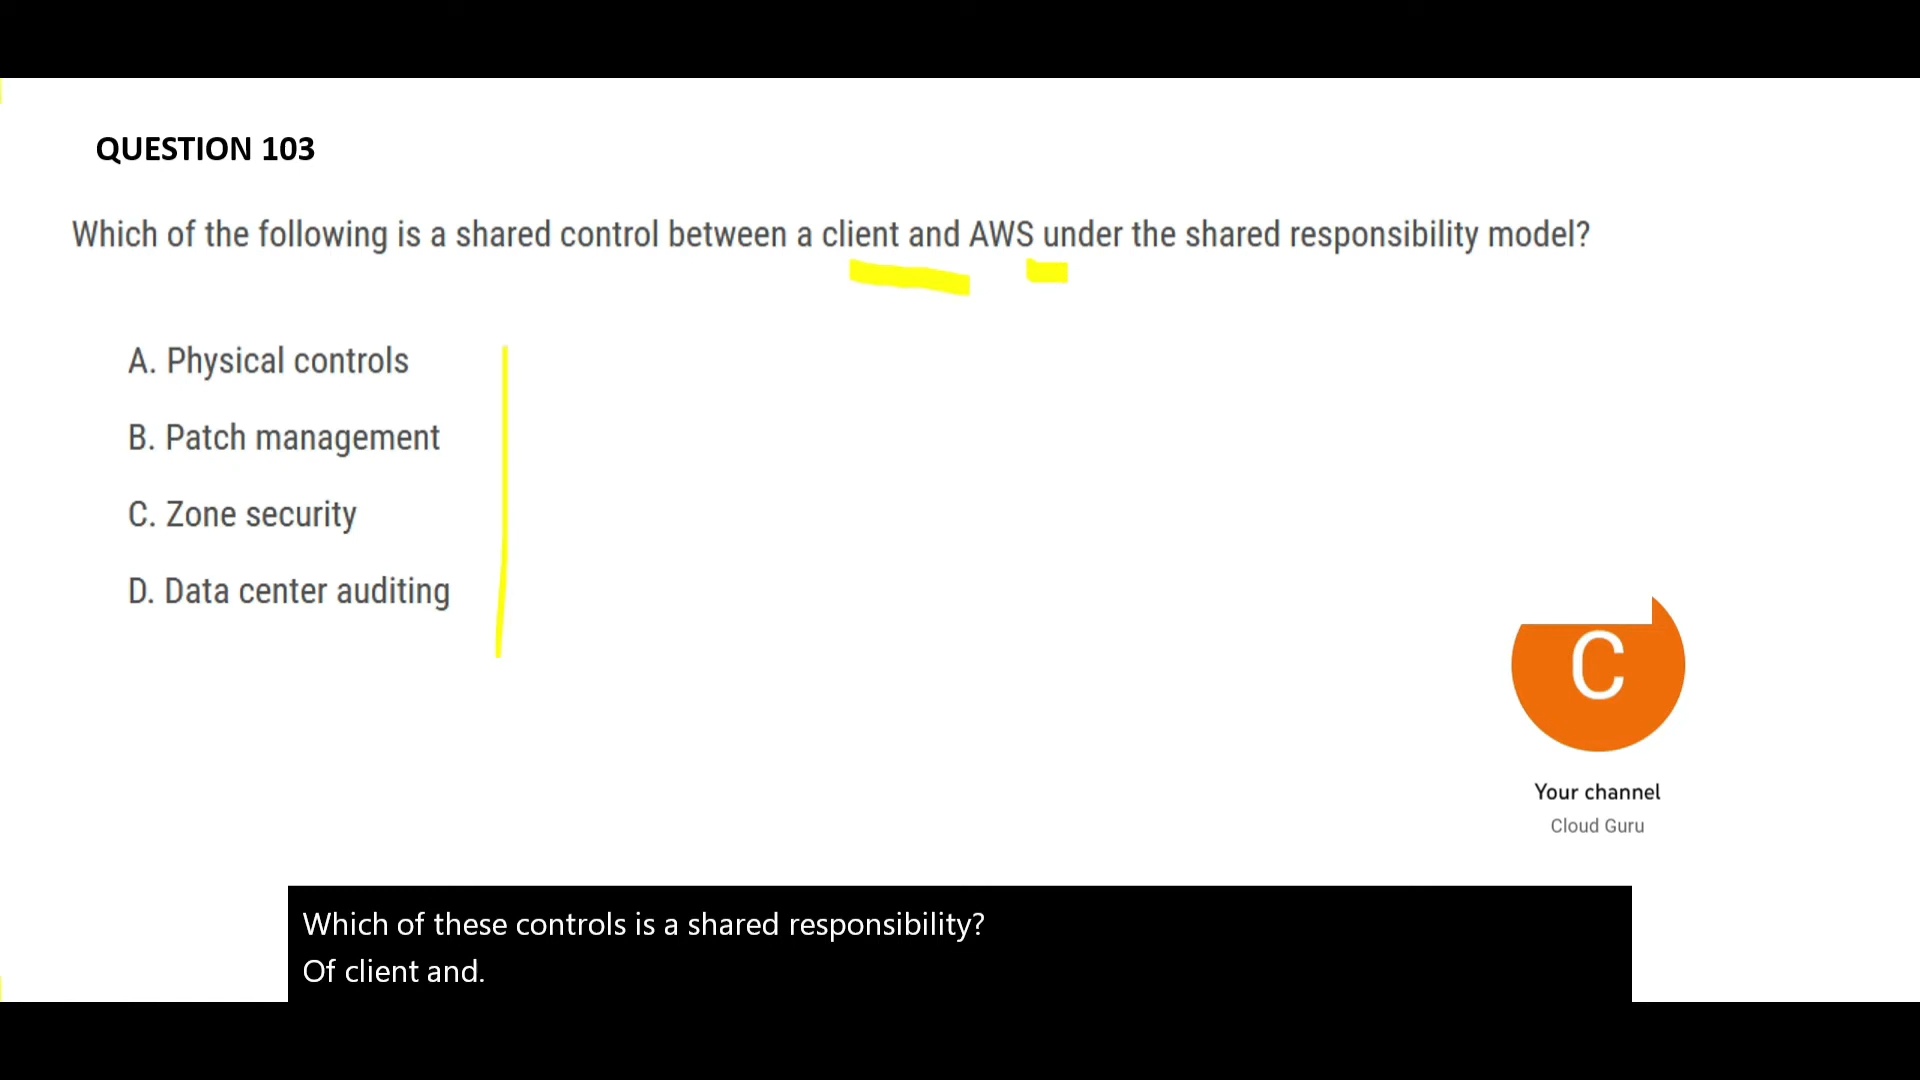 QUESTION 103
Which of the following is a shared control between a client and AWS under the shared responsibility model?
A. Physical controls
B. Patch management
C. Zone security
D. Data center auditing
C
Your channel
Cloud Guru
Which of these controls is a shared responsibility?
Of client and.